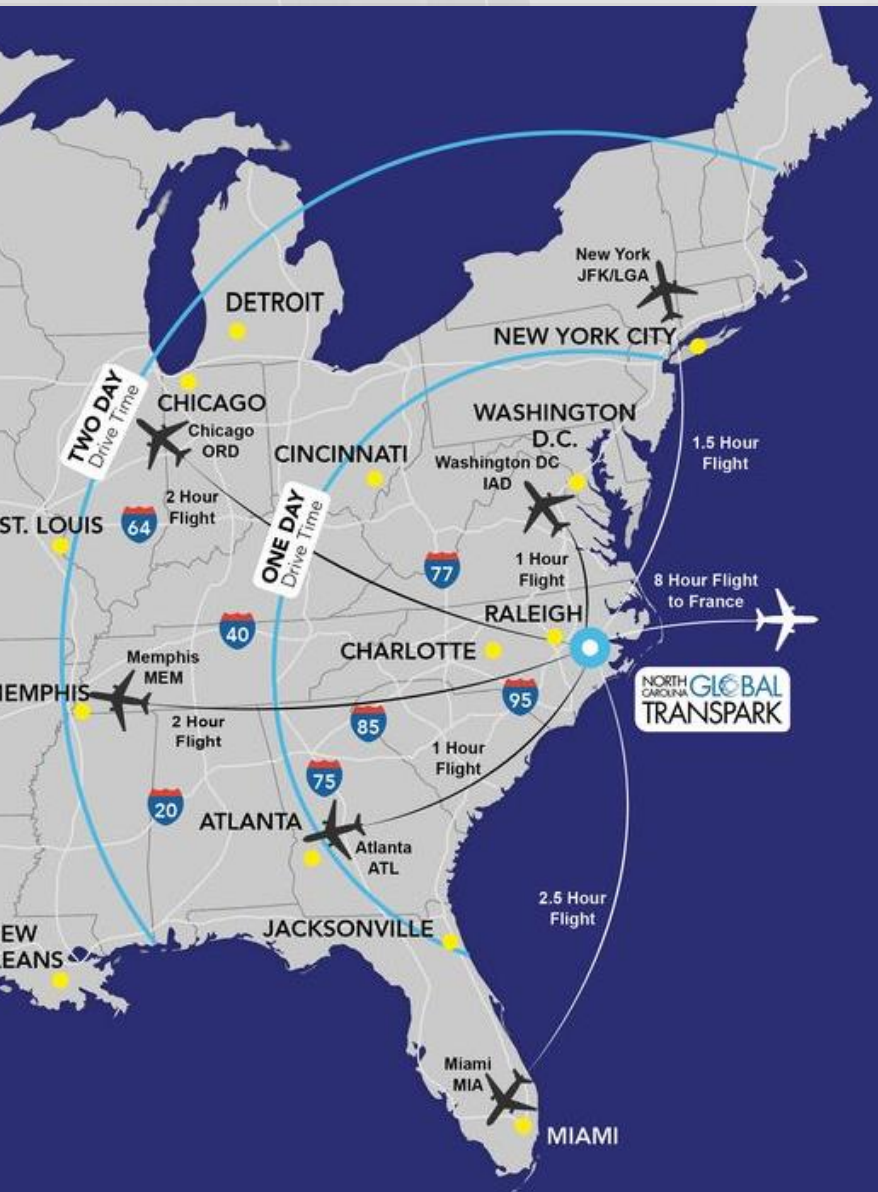 New York
JFK/LGA
DETROIT
NEW YORK CITY
TWO DAY
Drive Time
CHICAGO
Chicago
ORD
WASHINGTON
D.C.
Washington DC
IAD
1.5 Hour
Flight
CINCINNATI
2 Hour
Flight
ST. LOUIS
64
ONE DAY
Drive Time
77
1 Hour
Flight
8 Hour Flight
to France
RALEIGH
40
CHARLOTTE
Memphis
MEM
EMPHIS
NORTH
CAROLINA
GLOBAL
TRANSPARK
95
2 Hour
Flight
85
1 Hour
Flight
75
20
ATLANTA
Atlanta
ATL
2.5 Hour
Flight
JACKSONVILLE
EW
EANS
Miami
MIA
MIAMI